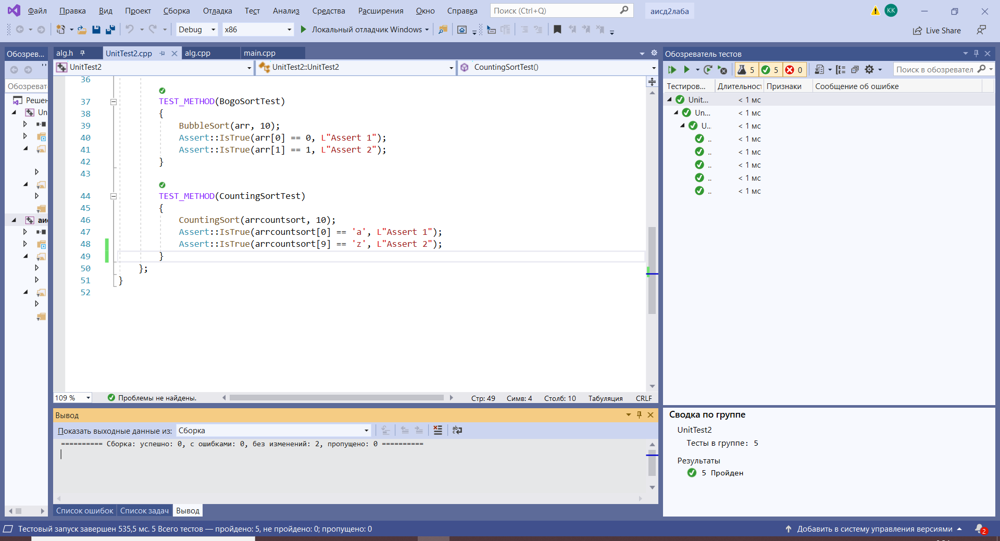 Файл Правка Вид Проект Сборка Отладка Тест Анализ Средства Расширения Окно Справка Поиск (Ctrl+Q) аисд2лаба КК
Debug x86 Локальный отладчик Windows Live Share
Обозрев...
Обозреват
Решен
Un
аи
alg.h UnitTest2.cpp alg.cpp main.cpp
UnitTest2 UnitTest2::UnitTest2 CountingSortTest()
36
37 TEST_METHOD(BogoSortTest)
38 {
39 BubbleSort(arr, 10);
40 Assert::IsTrue(arr[0] == 0, L"Assert 1");
41 Assert::IsTrue(arr[1] == 1, L"Assert 2");
42 }
43
44 TEST_METHOD(CountingSortTest)
45 {
46 CountingSort(arrcountsort, 10);
47 Assert::IsTrue(arrcountsort[0] == 'a', L"Assert 1");
48 Assert::IsTrue(arrcountsort[9] == 'z', L"Assert 2");
49 }
50 };
51 }
52
109 % Проблемы не найдены. Стр: 49 Симв: 4 Столб: 10 Табуляция CRLF
Вывод
Показать выходные данные из: Сборка
========== Сборка: успешно: 0, с ошибками: 0, без изменений: 2, пропущено: 0 ==========
Список ошибок Список задач Вывод
Обозреватель тестов
5 5 0 Поиск в обозревател
Тестиров... Длительнос Признаки Сообщение об ошибке
Unit... < 1 мс
Un... < 1 мс
U.. < 1 мс
.. < 1 мс
.. < 1 мс
.. < 1 мс
.. < 1 мс
.. < 1 мс
Сводка по группе
UnitTest2
Тесты в группе: 5
Результаты
5 Пройден
Тестовый запуск завершен 535,5 мс. 5 Всего тестов — пройдено: 5, не пройдено: 0; пропущено: 0 Добавить в систему управления версиями 2